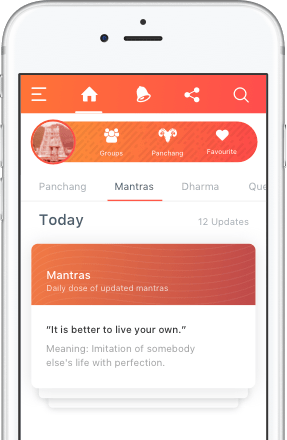 Groups
Panchang
Favourite
Panchang Mantras Dharma Que
Today
12 Updates
Mantras
Daily dose of updated mantras
“It is better to live your own.”
Meaning: Imitation of somebody
else's life with perfection.